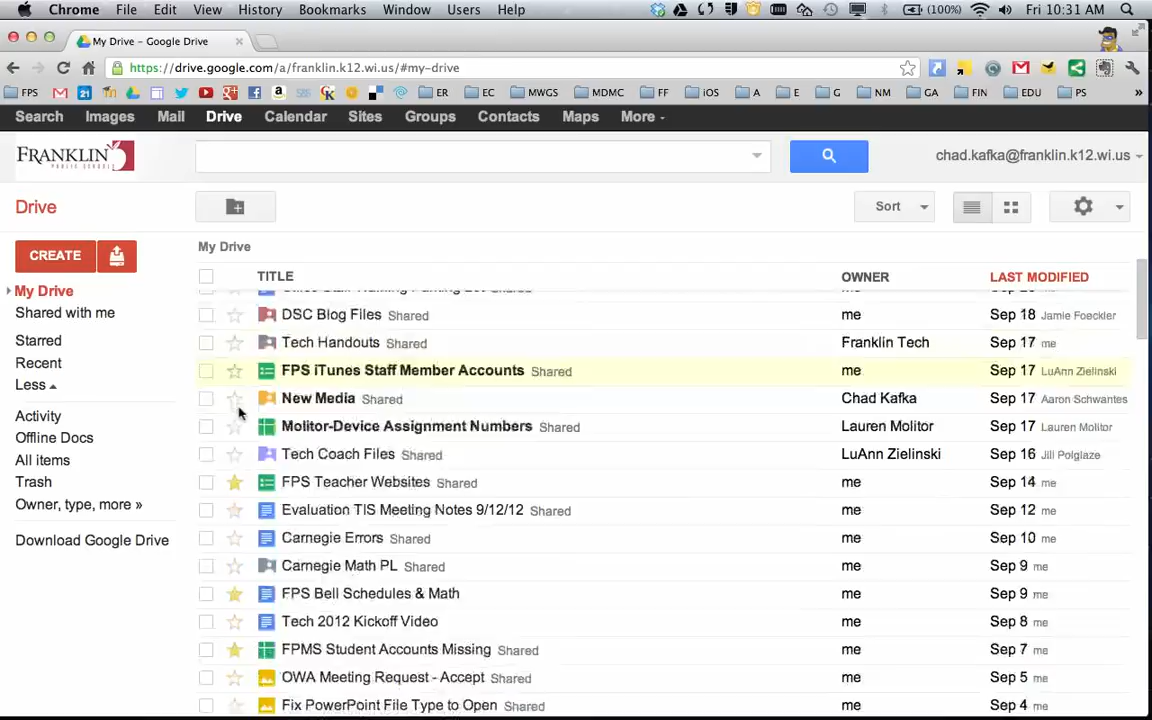 Chrome File Edit View History Bookmarks Window Users Help (100%) Fri 10:31 AM
My Drive - Google Drive
https://drive.google.com/a/franklin.k12.wi.us/#my-drive
FPS 21 ER EC MWGS MDMC FF iOS A E G NM GA FIN EDU PS »
Search Images Mail Drive Calendar Sites Groups Contacts Maps More
FRANKLIN
PUBLIC SCHOOLS
chad.kafka@franklin.k12.wi.us
Drive
Sort
My Drive
CREATE
My Drive
Shared with me
Starred
Recent
Less
Activity
Offline Docs
All items
Trash
Owner, type, more »
Download Google Drive
TITLE OWNER LAST MODIFIED
DSC Blog Files Shared me Sep 18 Jamie Foeckler
Tech Handouts Shared Franklin Tech Sep 17 me
FPS iTunes Staff Member Accounts Shared me Sep 17 LuAnn Zielinski
New Media Shared Chad Kafka Sep 17 Aaron Schwantes
Molitor-Device Assignment Numbers Shared Lauren Molitor Sep 17 Lauren Molitor
Tech Coach Files Shared LuAnn Zielinski Sep 16 Jill Polglaze
FPS Teacher Websites Shared me Sep 14 me
Evaluation TIS Meeting Notes 9/12/12 Shared me Sep 12 me
Carnegie Errors Shared me Sep 10 me
Carnegie Math PL Shared me Sep 9 me
FPS Bell Schedules & Math me Sep 9 me
Tech 2012 Kickoff Video me Sep 8 me
FPMS Student Accounts Missing Shared me Sep 7 me
OWA Meeting Request - Accept Shared me Sep 5 me
Fix PowerPoint File Type to Open Shared me Sep 4 me